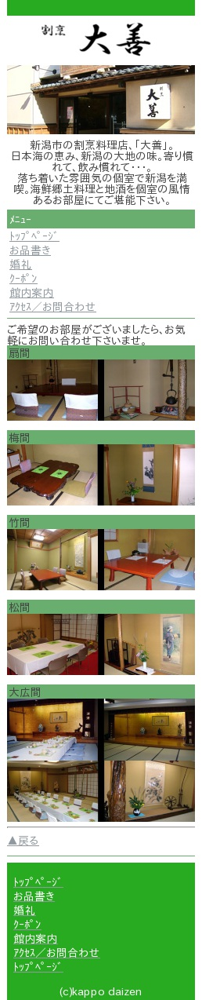 割烹 大善
割烹
大善
新潟市の割烹料理店、「大善」。
日本海の恵み、新潟の大地の味。寄り慣
れて、飲み慣れて・・・。
落ち着いた雰囲気の個室で新潟を満
喫。海鮮郷土料理と地酒を個室の風情
あるお部屋にてご堪能下さい。
ﾒﾆｭｰ
ﾄｯﾌﾟﾍﾟｰｼﾞ
お品書き
婚礼
ｸｰﾎﾟﾝ
館内案内
ｱｸｾｽ／お問合わせ
ご希望のお部屋がございましたら、お気
軽にお問い合わせ下さいませ。
扇間
梅間
竹間
松間
大広間
▲戻る
ﾄｯﾌﾟﾍﾟｰｼﾞ
お品書き
婚礼
ｸｰﾎﾟﾝ
館内案内
ｱｸｾｽ／お問合わせ
ﾄｯﾌﾟﾍﾟｰｼﾞ
(c)kappo daizen